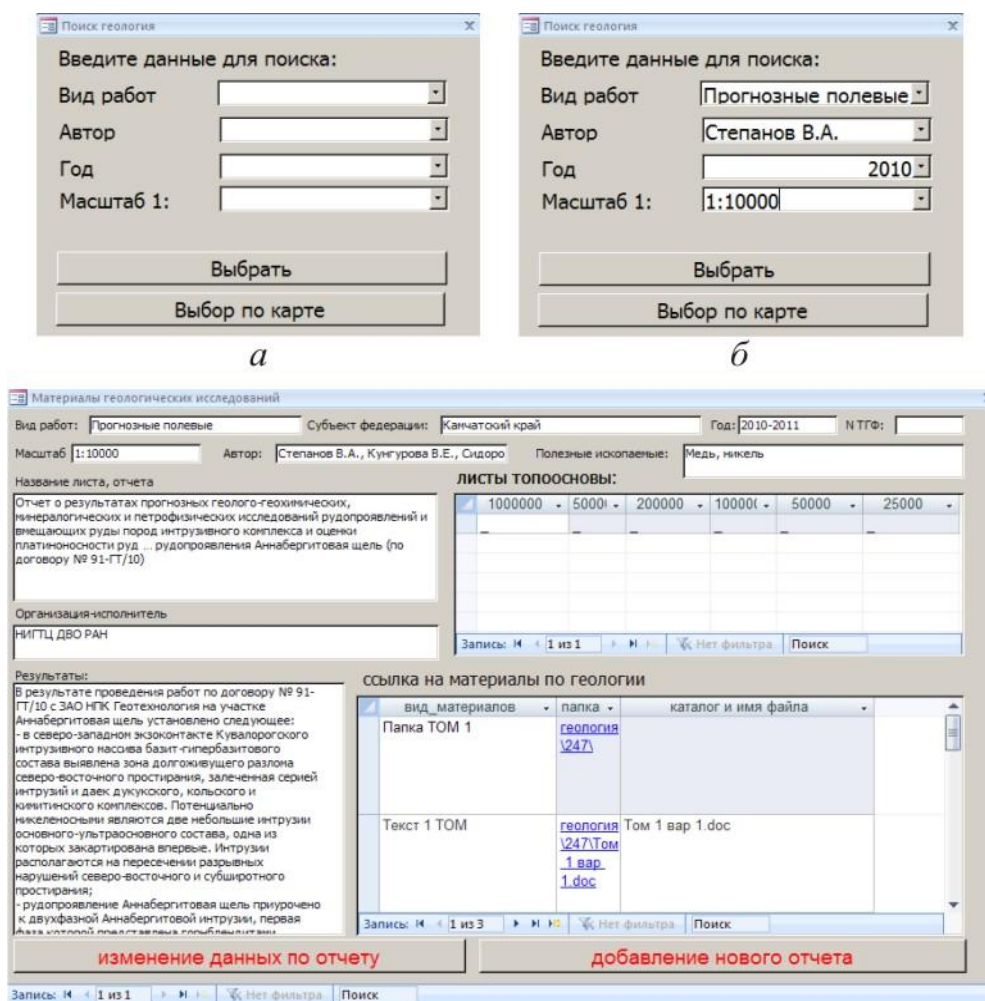 Поиск геология
Введите данные для поиска:
Вид работ
Автор
Год
Масштаб 1:
Выбрать
Выбор по карте
а
Поиск геология
Введите данные для поиска:
Вид работ Прогнозные полевые
Автор Степанов В.А.
Год 2010
Масштаб 1: 1:10000
Выбрать
Выбор по карте
б
Материалы геологических исследований
Вид работ: Прогнозные полевые Субъект федерации: Камчатский край Год: 2010-2011 N ТГФ:
Масштаб 1:10000 Автор: Степанов В.А., Кунгурова В.Е., Сидоро Полезные ископаемые: Медь, никель
Название листа, отчета
Отчет о результатах прогнозных геолого-геохимических,
минералогических и петрофизических исследований рудопроявлений и
вмещающих руды пород интрузивного комплекса и оценки
платиноносности руд ... рудопроявления Аннабергитовая щель (по
договору № 91-ГТ/10)
Организация-исполнитель
НИГТЦ ДВО РАН
листы топоосновы:
1000000 5000( 200000 10000( 50000 25000
Запись: 1 из 1 Нет фильтра Поиск
Результаты:
В результате проведения работ по договору № 91-
ГТ/10 с ЗАО НПК Геотехнология на участке
Аннабергитовая щель установлено следующее:
- в северо-западном экзоконтакте Кувалорогского
интрузивного массива базит-гипербазитового
состава выявлена зона долгоживущего разлома
северо-восточного простирания, залеченная серией
интрузий и даек дукукского, кольского и
кимитинского комплексов. Потенциально
никеленосными являются две небольшие интрузии
основного-ультраосновного состава, одна из
которых закартирована впервые. Интрузии
располагаются на пересечении разрывных
нарушений северо-восточного и субширотного
простирания;
- рудопроявление Аннабергитовая щель приурочено
к двухфазной Аннабергитовой интрузии, первая
фаза которой представлена горнблендитами
ссылка на материалы по геологии
вид_материалов папка каталог и имя файла
Папка ТОМ 1 геология
\247\
Текст 1 ТОМ геология Том 1 вар 1.doc
\247\Том
_1 вар_
1.doc
Запись: 1 из 3 Нет фильтра Поиск
изменение данных по отчету
добавление нового отчета
Запись: 1 из 1 Нет фильтра Поиск